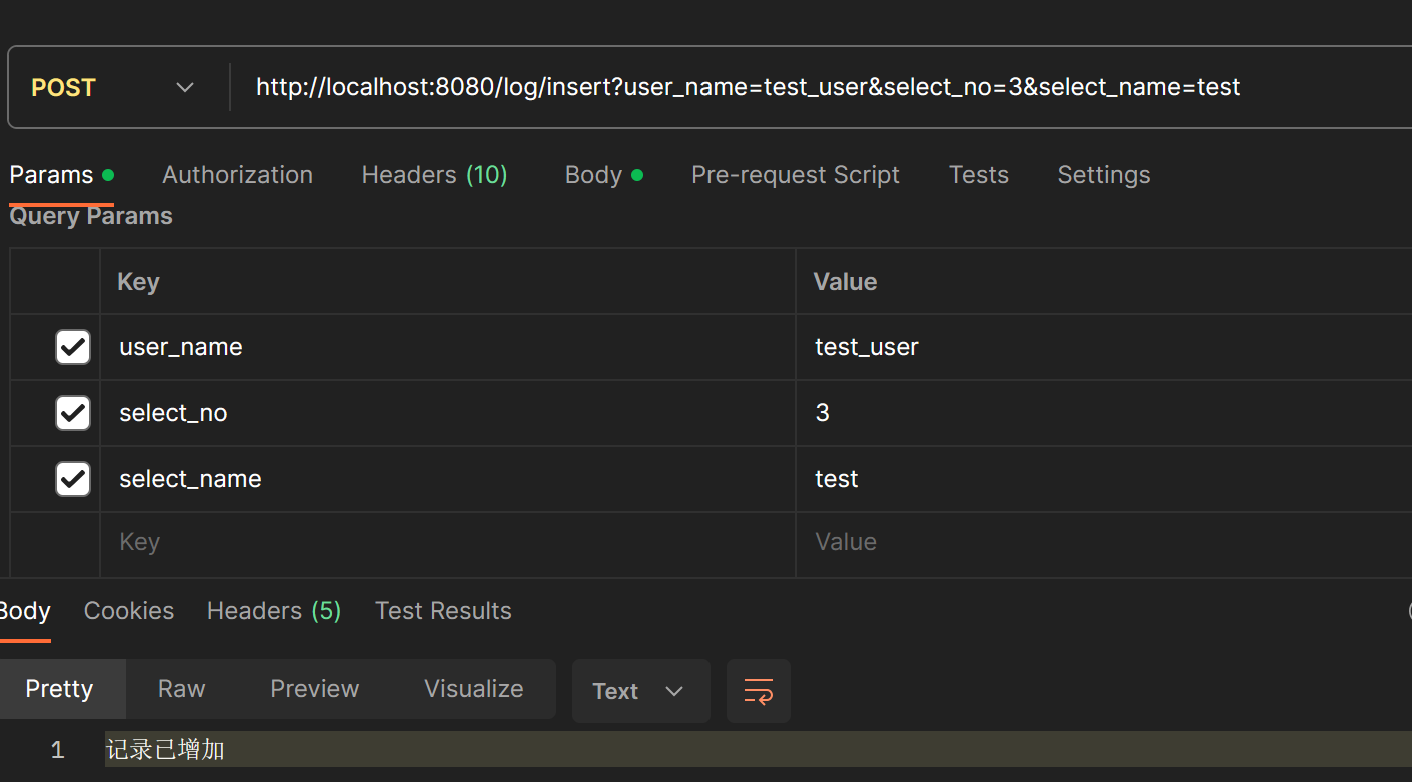 POST http://localhost:8080/log/insert?user_name=test_user&select_no=3&select_name=test
Params Authorization Headers (10) Body Pre-request Script Tests Settings
Query Params
Key Value
user_name test_user
select_no 3
select_name test
Key Value
Body Cookies Headers (5) Test Results
Pretty Raw Preview Visualize Text
1 记录已增加